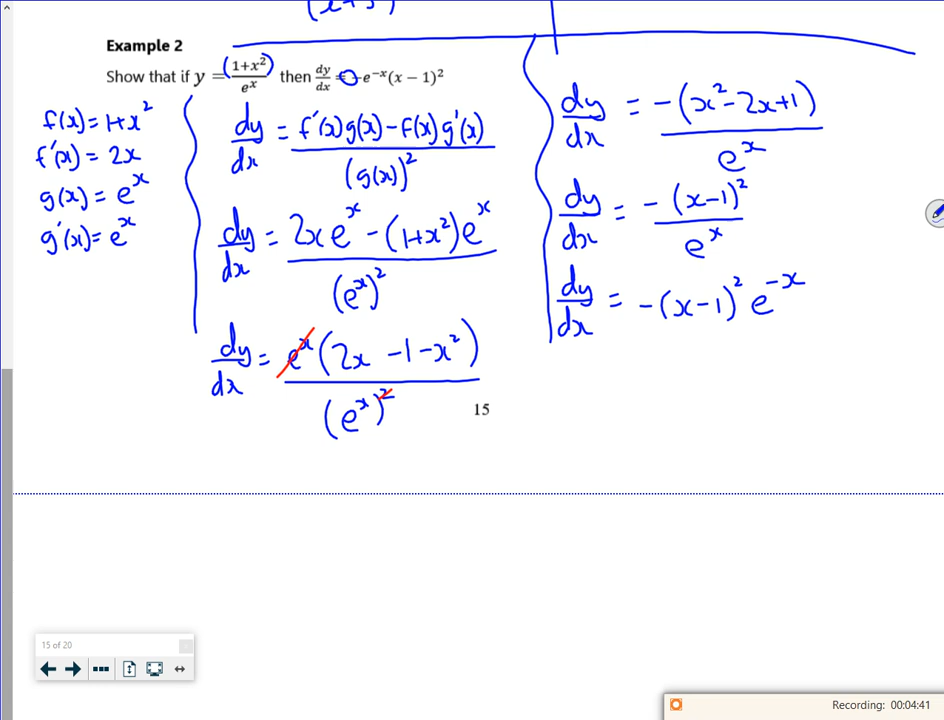 Example 2
Show that if y = (1+x²)/eˣ then dy/dx = -e⁻ˣ(x − 1)²
f(x) = 1+x²
f'(x) = 2x
g(x) = eˣ
g'(x) = eˣ
dy/dx = f'(x)g(x) - f(x)g'(x) / (g(x))²
dy/dx = 2xeˣ - (1+x²)eˣ / (eˣ)²
dy/dx = eˣ(2x - 1 - x²) / (eˣ)²
dy/dx = -(x² - 2x + 1) / eˣ
dy/dx = -(x-1)² / eˣ
dy/dx = -(x-1)² e⁻ˣ
15
15 of 20
Recording: 00:04:41